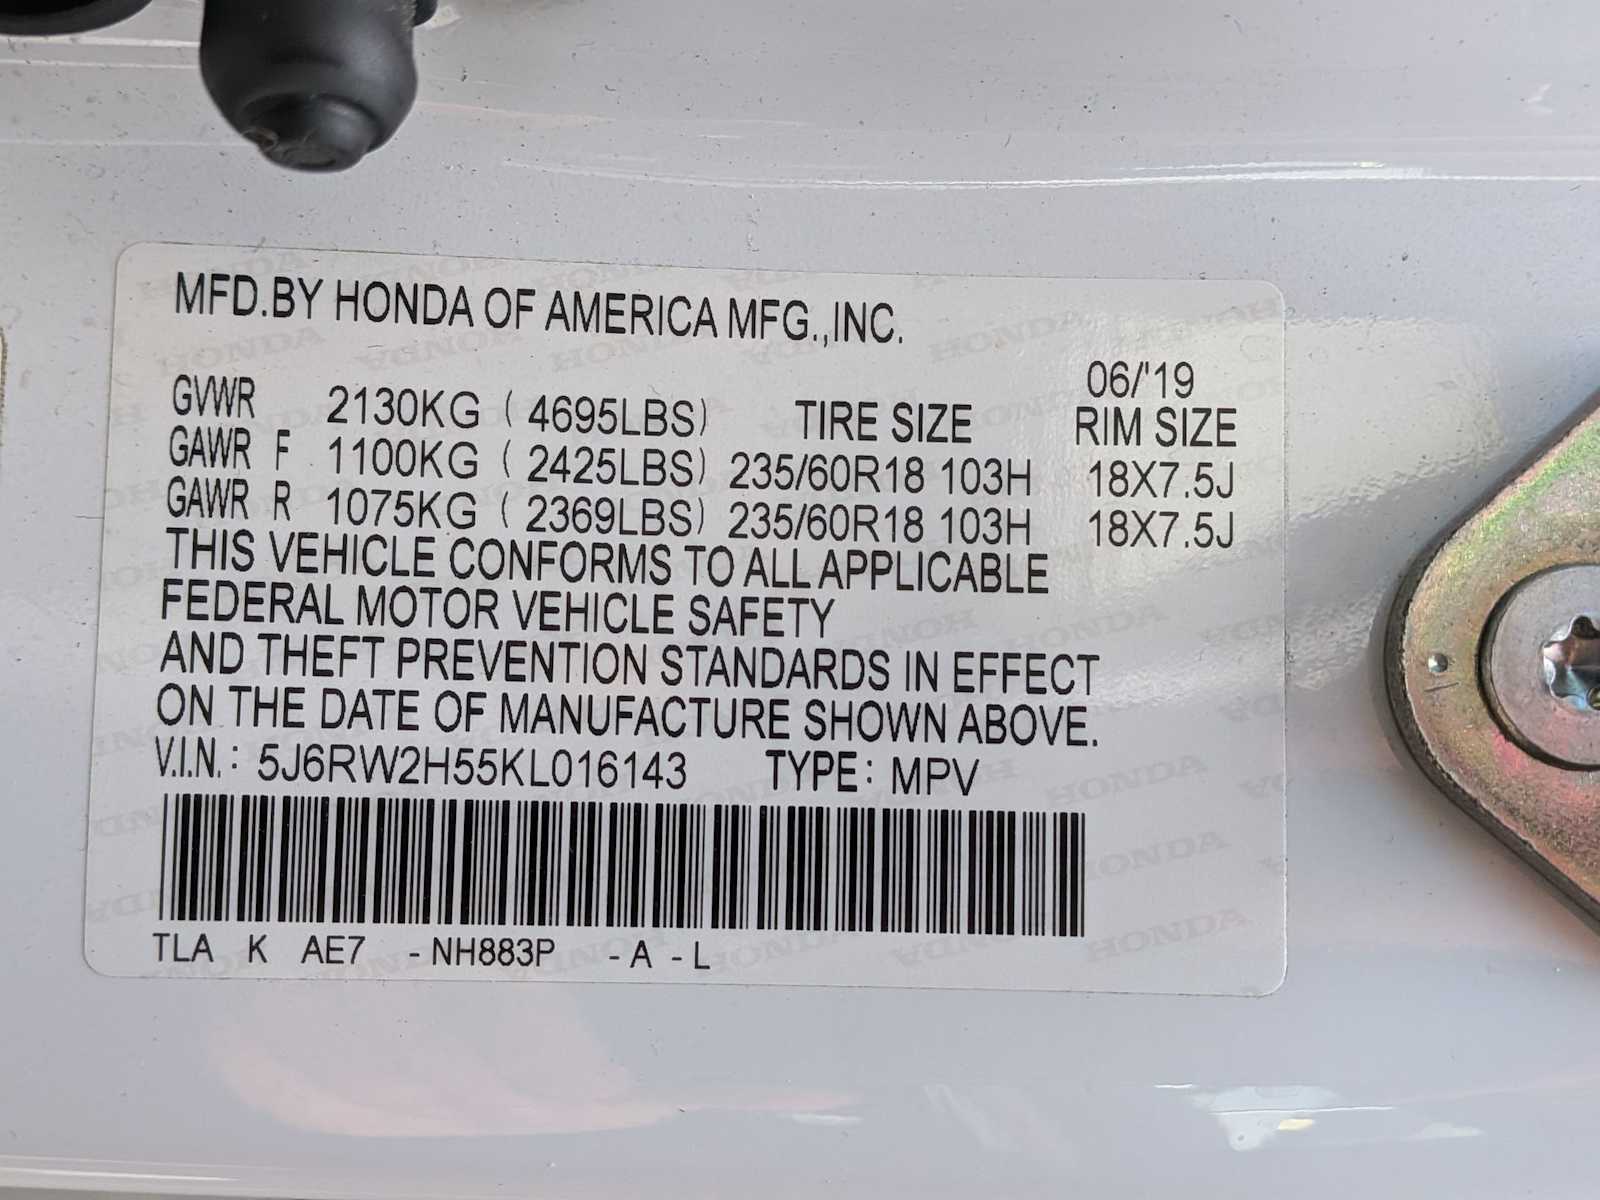 MFD.BY HONDA OF AMERICA MFG.,INC.
06/'19
GVWR 2130KG ( 4695LBS) TIRE SIZE RIM SIZE
GAWR F 1100KG ( 2425LBS) 235/60R18 103H 18X7.5J
GAWR R 1075KG ( 2369LBS) 235/60R18 103H 18X7.5J
THIS VEHICLE CONFORMS TO ALL APPLICABLE
FEDERAL MOTOR VEHICLE SAFETY
AND THEFT PREVENTION STANDARDS IN EFFECT
ON THE DATE OF MANUFACTURE SHOWN ABOVE.
V.I.N.: 5J6RW2H55KL016143 TYPE: MPV
TLA K AE7 -NH883P -A -L